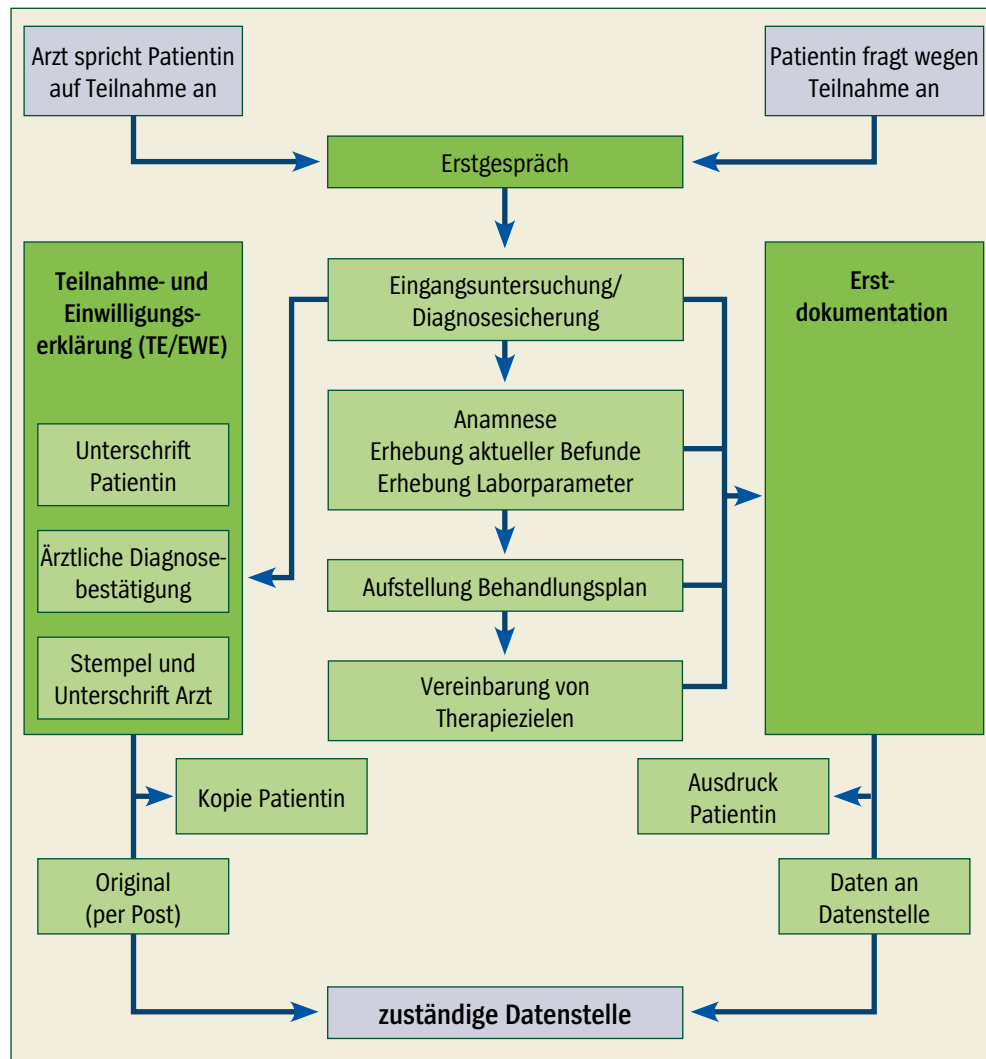 Arzt spricht Patientin
auf Teilnahme an
Patientin fragt wegen
Teilnahme an
Erstgespräch
Teilnahme- und
Einwilligungs-
erklärung (TE/EWE)
Unterschrift
Patientin
Ärztliche Diagnose-
bestätigung
Stempel und
Unterschrift Arzt
Eingangsuntersuchung/
Diagnosesicherung
Anamnese
Erhebung aktueller Befunde
Erhebung Laborparameter
Aufstellung Behandlungsplan
Vereinbarung von
Therapiezielen
Erst-
dokumentation
Kopie Patientin
Ausdruck
Patientin
Original
(per Post)
Daten an
Datenstelle
zuständige Datenstelle